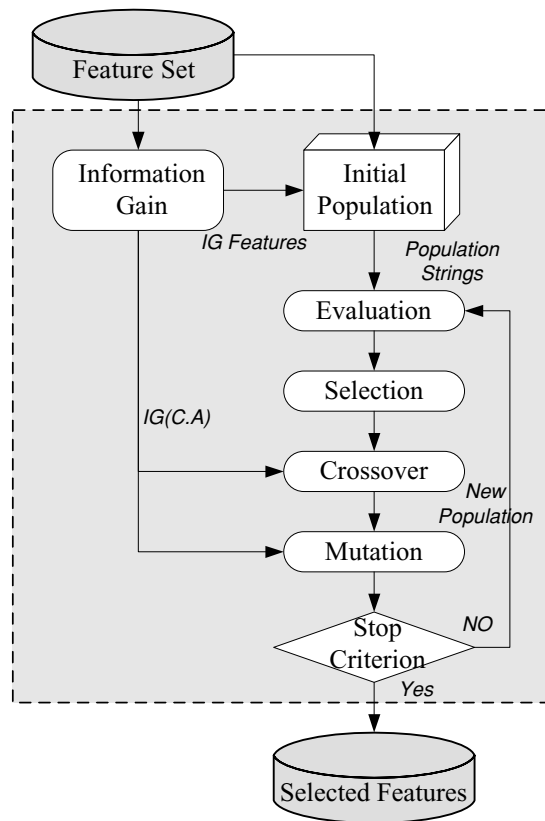 Feature Set
Information
Gain
Initial
Population
IG Features
Population
Strings
Evaluation
Selection
IG(C.A)
Crossover
New
Population
Mutation
Stop
Criterion
NO
Yes
Selected Features